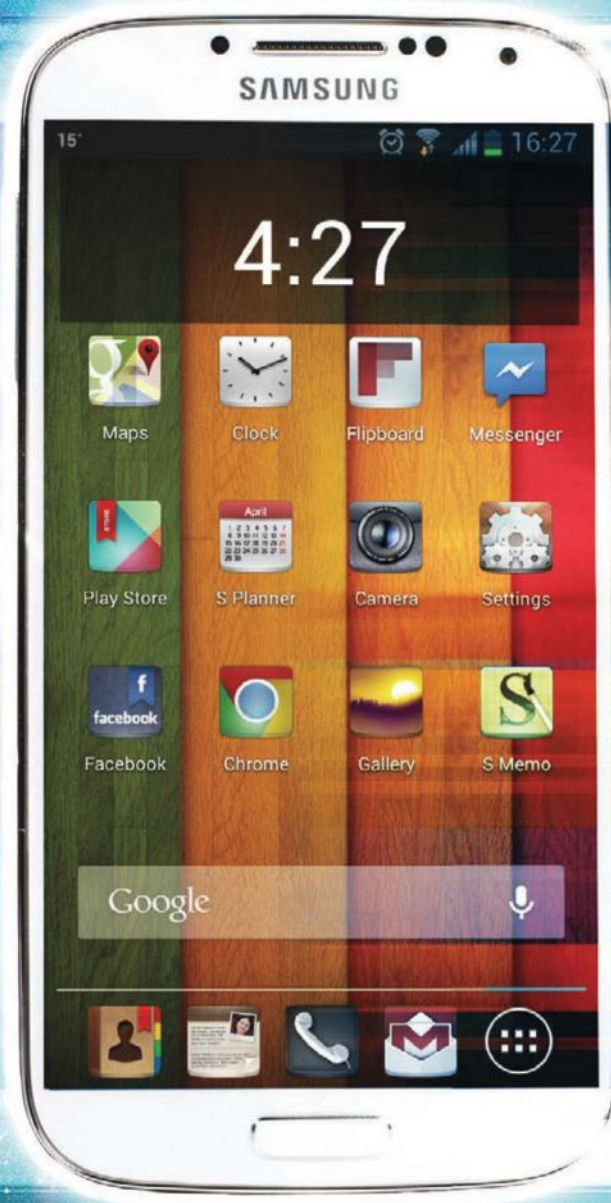 SAMSUNG
15° 16:27
4:27
Maps Clock Flipboard Messenger
April
Play Store S Planner Camera Settings
facebook
Facebook Chrome Gallery S Memo
Google